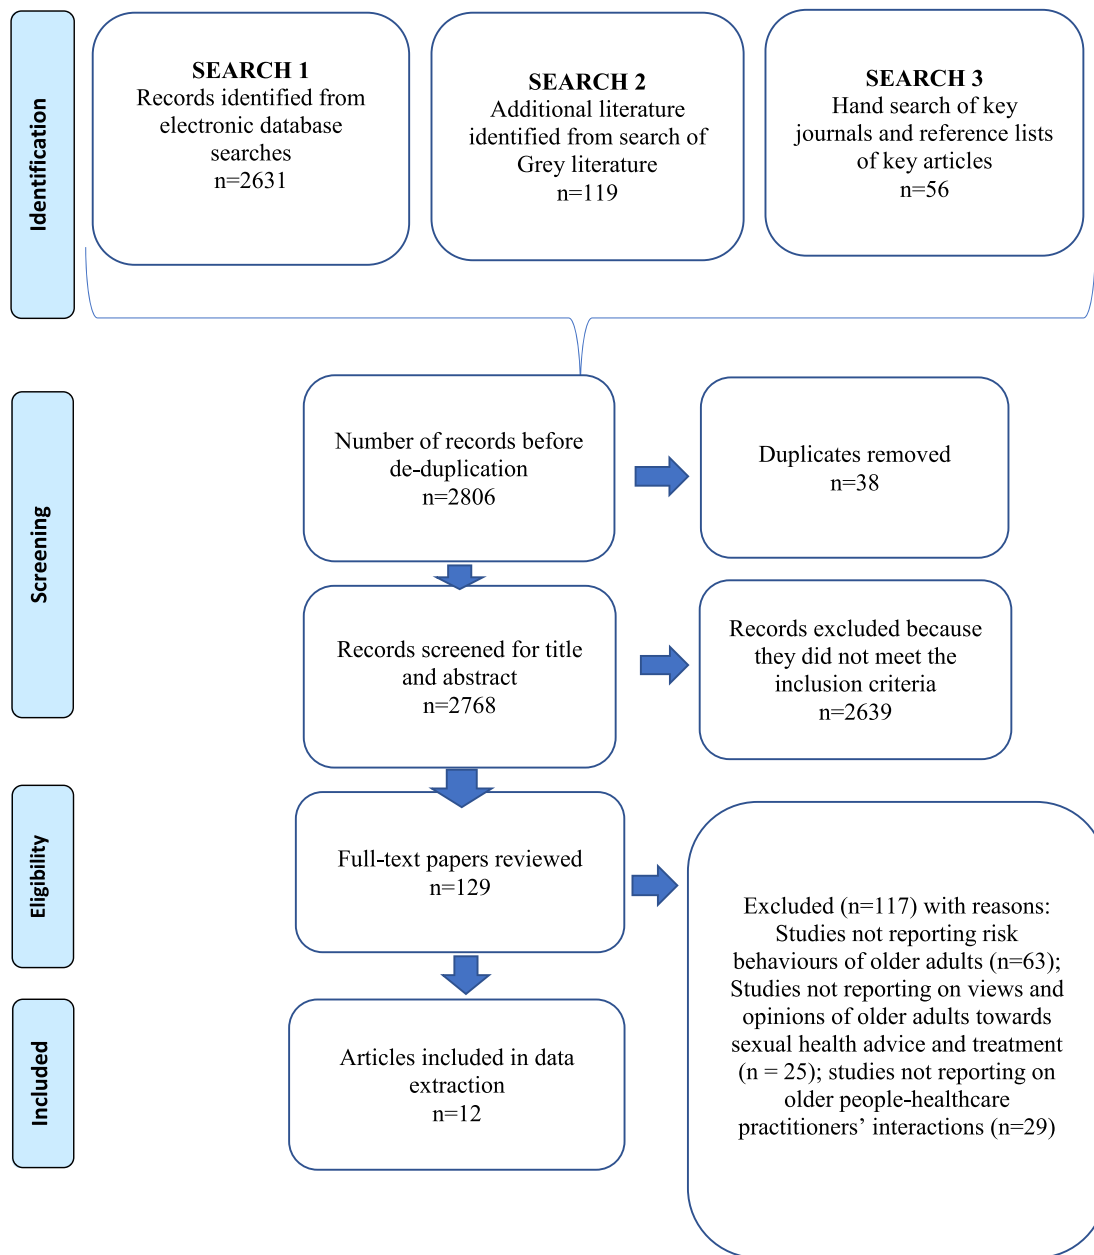 Identification
SEARCH 1
Records identified from
electronic database
searches
n=2631
SEARCH 2
Additional literature
identified from search of
Grey literature
n=119
SEARCH 3
Hand search of key
journals and reference lists
of key articles
n=56
Screening
Number of records before
de-duplication
n=2806
Duplicates removed
n=38
Records screened for title
and abstract
n=2768
Records excluded because
they did not meet the
inclusion criteria
n=2639
Eligibility
Full-text papers reviewed
n=129
Excluded (n=117) with reasons:
Studies not reporting risk
behaviours of older adults (n=63);
Studies not reporting on views and
opinions of older adults towards
sexual health advice and treatment
(n = 25); studies not reporting on
older people-healthcare
practitioners’ interactions (n=29)
Included
Articles included in data
extraction
n=12